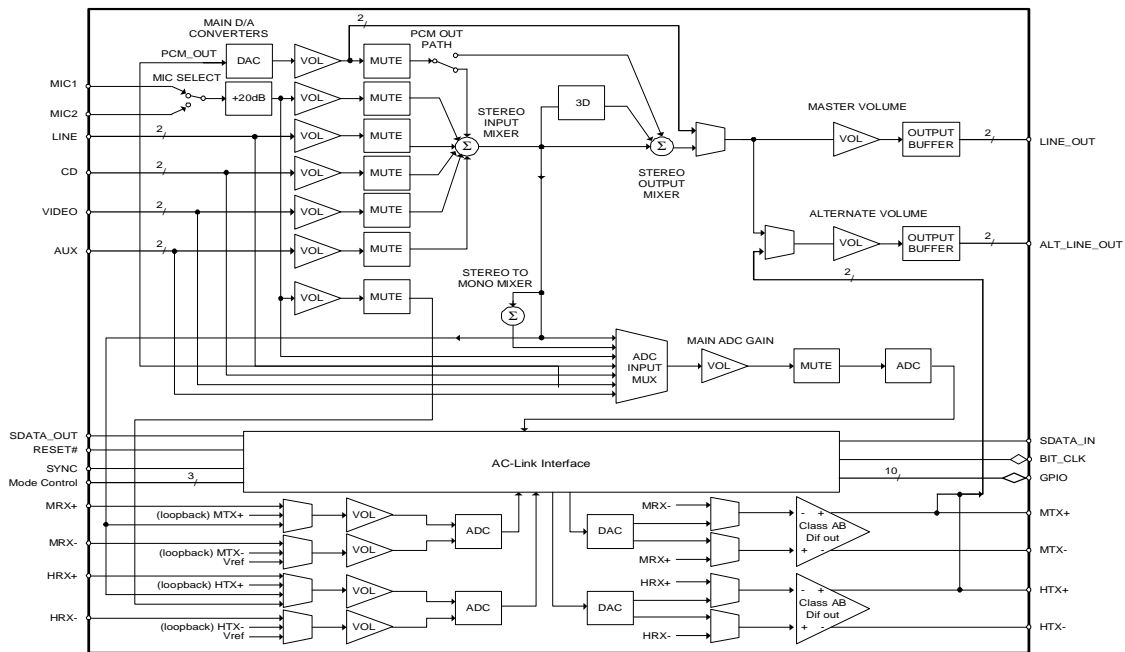 MAIN D/A
CONVERTERS
PCM_OUT
DAC
VOL
MUTE
PCM OUT
PATH
2
MIC1
MIC SELECT
+20dB
VOL
MUTE
MIC2
STEREO
INPUT
MIXER
3D
MASTER VOLUME
LINE
2
VOL
MUTE
Σ
Σ
VOL
OUTPUT
BUFFER
2
LINE_OUT
CD
2
VOL
MUTE
STEREO
OUTPUT
MIXER
VIDEO
2
VOL
MUTE
ALTERNATE VOLUME
AUX
2
VOL
MUTE
VOL
OUTPUT
BUFFER
2
ALT_LINE_OUT
STEREO TO
MONO MIXER
2
VOL
MUTE
Σ
ADC
INPUT
MUX
MAIN ADC GAIN
VOL
MUTE
ADC
SDATA_OUT
RESET#
SYNC
Mode Control
3
AC-Link Interface
SDATA_IN
BIT_CLK
10
GPIO
MRX+
(loopback) MTX+
VOL
ADC
MRX-
(loopback) MTX-
Vref
VOL
DAC
MRX-
MRX+
- +
Class AB
Dif out
+ -
MTX+
MTX-
HRX+
(loopback) HTX+
VOL
ADC
HRX-
(loopback) HTX-
Vref
VOL
DAC
HRX+
HRX-
- +
Class AB
Dif out
+ -
HTX+
HTX-